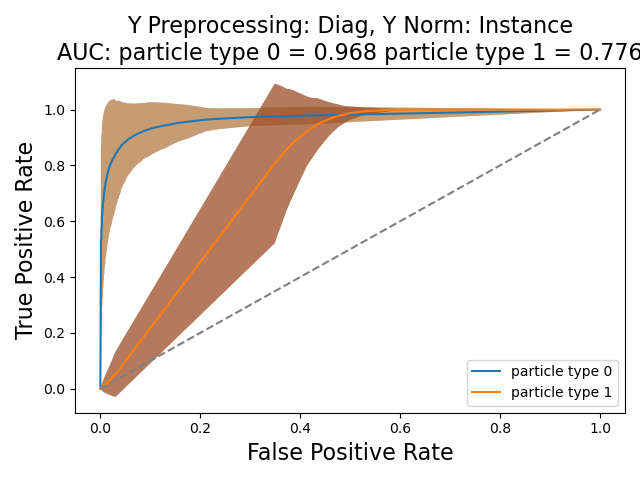 Y Preprocessing: Diag, Y Norm: Instance
AUC: particle type 0 = 0.968 particle type 1 = 0.776
True Positive Rate
1.0
0.8
0.6
0.4
0.2
0.0
particle type 0
particle type 1
0.0 0.2 0.4 0.6 0.8 1.0
False Positive Rate